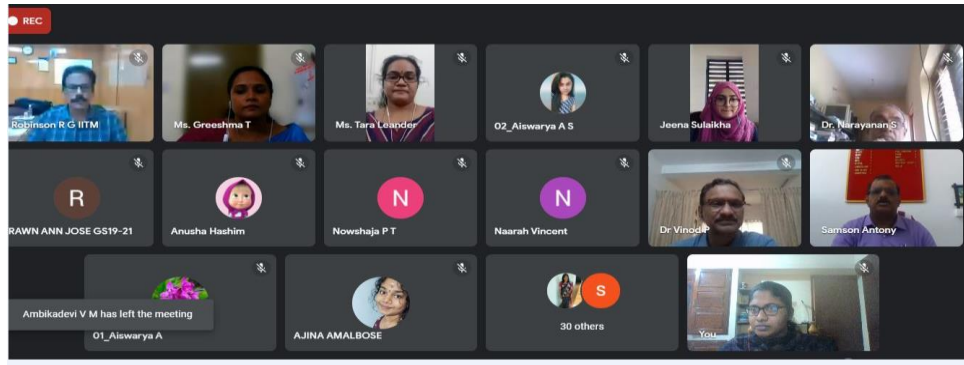 REC
Robinson R G IITM
Ms. Greeshma T
Ms. Tara Leander
02_Aiswarya A S
Jeena Sulaikha
Dr. Narayanan S
R
RAWN ANN JOSE GS19-21
Anusha Hashim
N
Nowshaja P T
N
Naarah Vincent
Dr Vinod P
Samson Antony
Ambikadevi V M has left the meeting
01_Aiswarya A
AJINA AMALBOSE
S
30 others
You